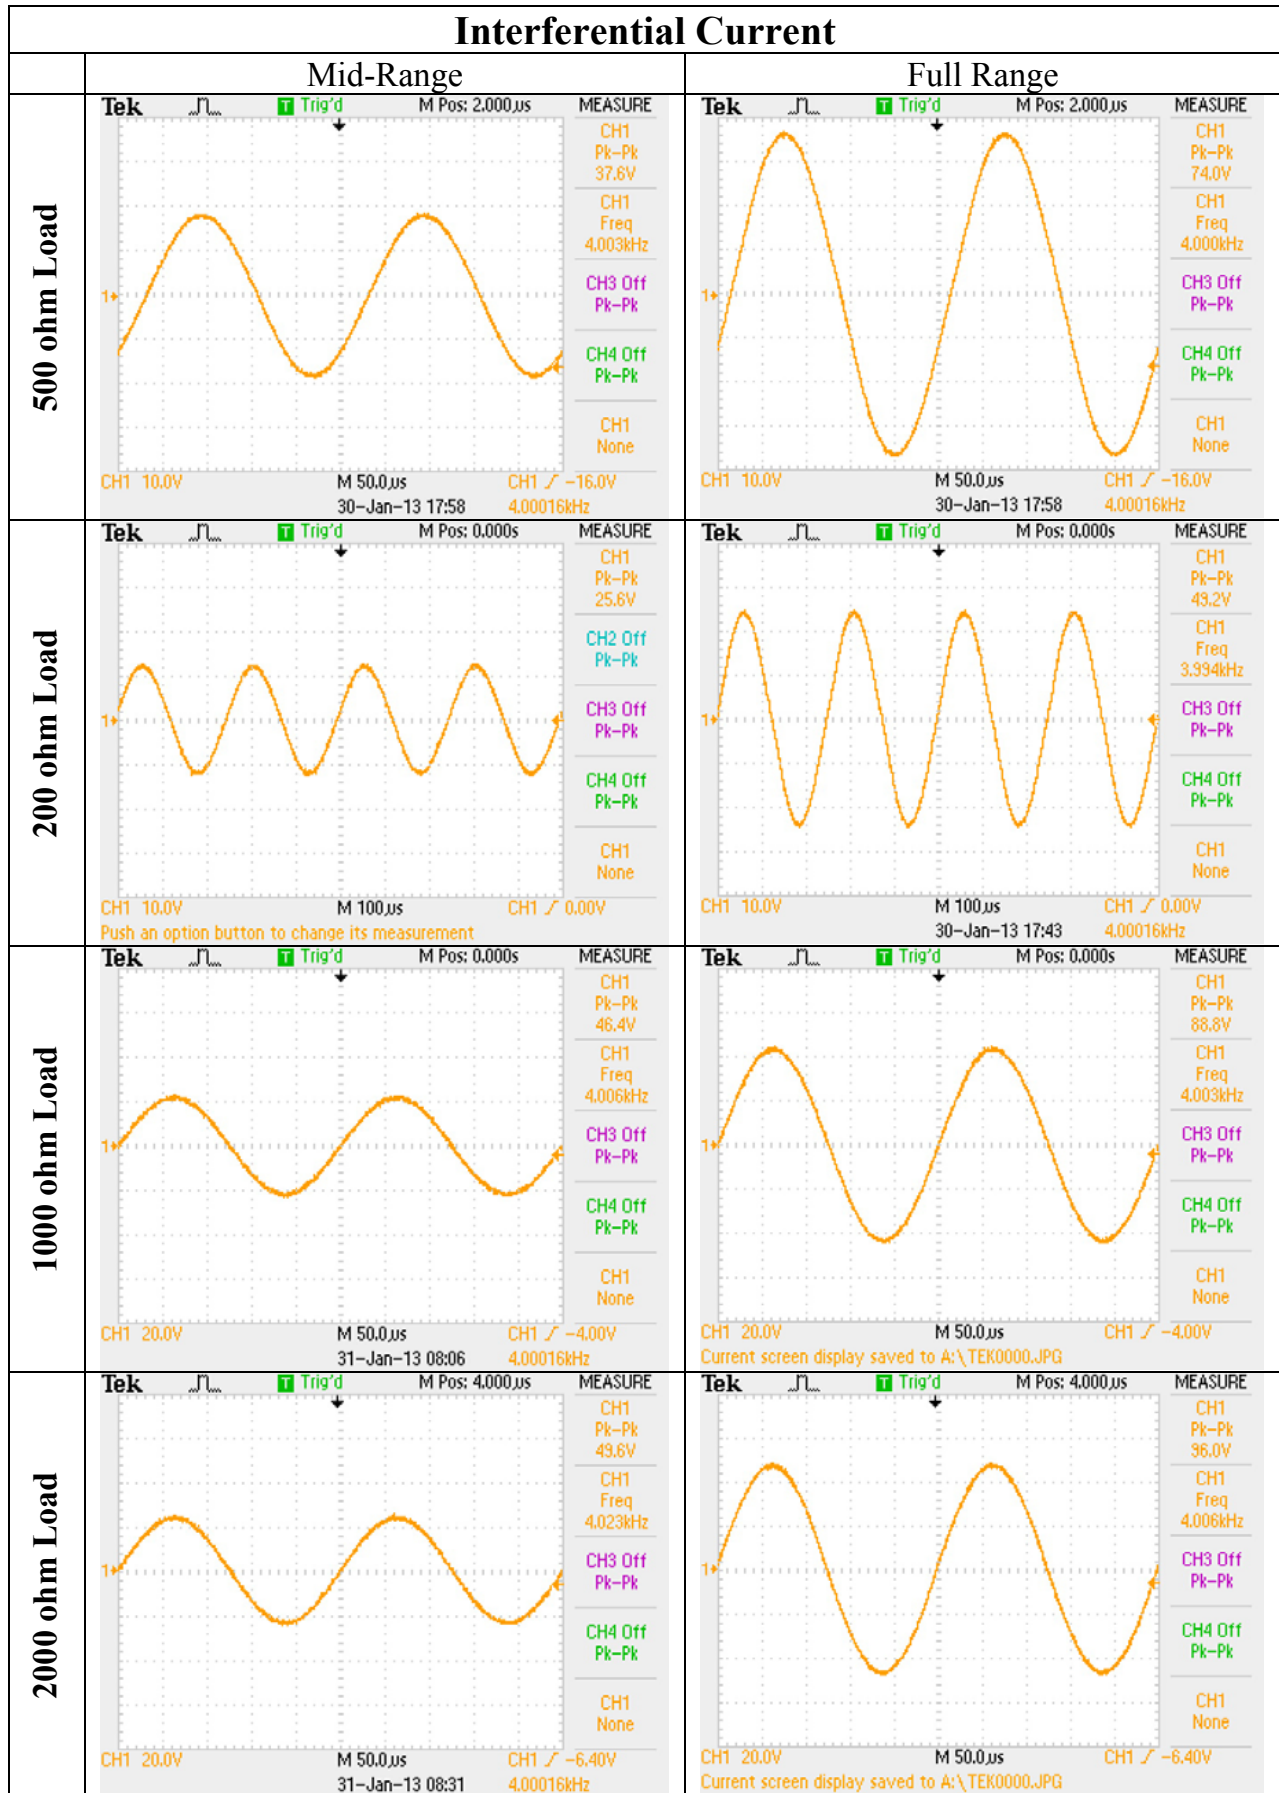 Interferential Current
Mid-Range Full Range
500 ohm Load
Tek Trig'd M Pos: 2.000µs MEASURE
CH1
Pk-Pk
37.6V
CH1
Freq
4.003kHz
CH3 Off
Pk-Pk
CH4 Off
Pk-Pk
CH1
None
1
CH1 10.0V M 50.0µs CH1 -16.0V
30-Jan-13 17:58 4.00016kHz
Tek Trig'd M Pos: 2.000µs MEASURE
CH1
Pk-Pk
74.0V
CH1
Freq
4.000kHz
CH3 Off
Pk-Pk
CH4 Off
Pk-Pk
CH1
None
1
CH1 10.0V M 50.0µs CH1 -16.0V
30-Jan-13 17:58 4.00016kHz
200 ohm Load
Tek Trig'd M Pos: 0.000s MEASURE
CH1
Pk-Pk
25.6V
CH2 Off
Pk-Pk
CH3 Off
Pk-Pk
CH4 Off
Pk-Pk
CH1
None
1
CH1 10.0V M 100µs CH1 0.00V
Push an option button to change its measurement
Tek Trig'd M Pos: 0.000s MEASURE
CH1
Pk-Pk
49.2V
CH1
Freq
3.994kHz
CH3 Off
Pk-Pk
CH4 Off
Pk-Pk
CH1
None
1
CH1 10.0V M 100µs CH1 0.00V
30-Jan-13 17:43 4.00016kHz
1000 ohm Load
Tek Trig'd M Pos: 0.000s MEASURE
CH1
Pk-Pk
46.4V
CH1
Freq
4.006kHz
CH3 Off
Pk-Pk
CH4 Off
Pk-Pk
CH1
None
1
CH1 20.0V M 50.0µs CH1 -4.00V
31-Jan-13 08:06 4.00016kHz
Tek Trig'd M Pos: 0.000s MEASURE
CH1
Pk-Pk
88.8V
CH1
Freq
4.003kHz
CH3 Off
Pk-Pk
CH4 Off
Pk-Pk
CH1
None
1
CH1 20.0V M 50.0µs CH1 -4.00V
Current screen display saved to A:\TEK0000.JPG
2000 ohm Load
Tek Trig'd M Pos: 4.000µs MEASURE
CH1
Pk-Pk
49.6V
CH1
Freq
4.023kHz
CH3 Off
Pk-Pk
CH4 Off
Pk-Pk
CH1
None
1
CH1 20.0V M 50.0µs CH1 -6.40V
31-Jan-13 08:31 4.00016kHz
Tek Trig'd M Pos: 4.000µs MEASURE
CH1
Pk-Pk
96.0V
CH1
Freq
4.006kHz
CH3 Off
Pk-Pk
CH4 Off
Pk-Pk
CH1
None
1
CH1 20.0V M 50.0µs CH1 -6.40V
Current screen display saved to A:\TEK0000.JPG